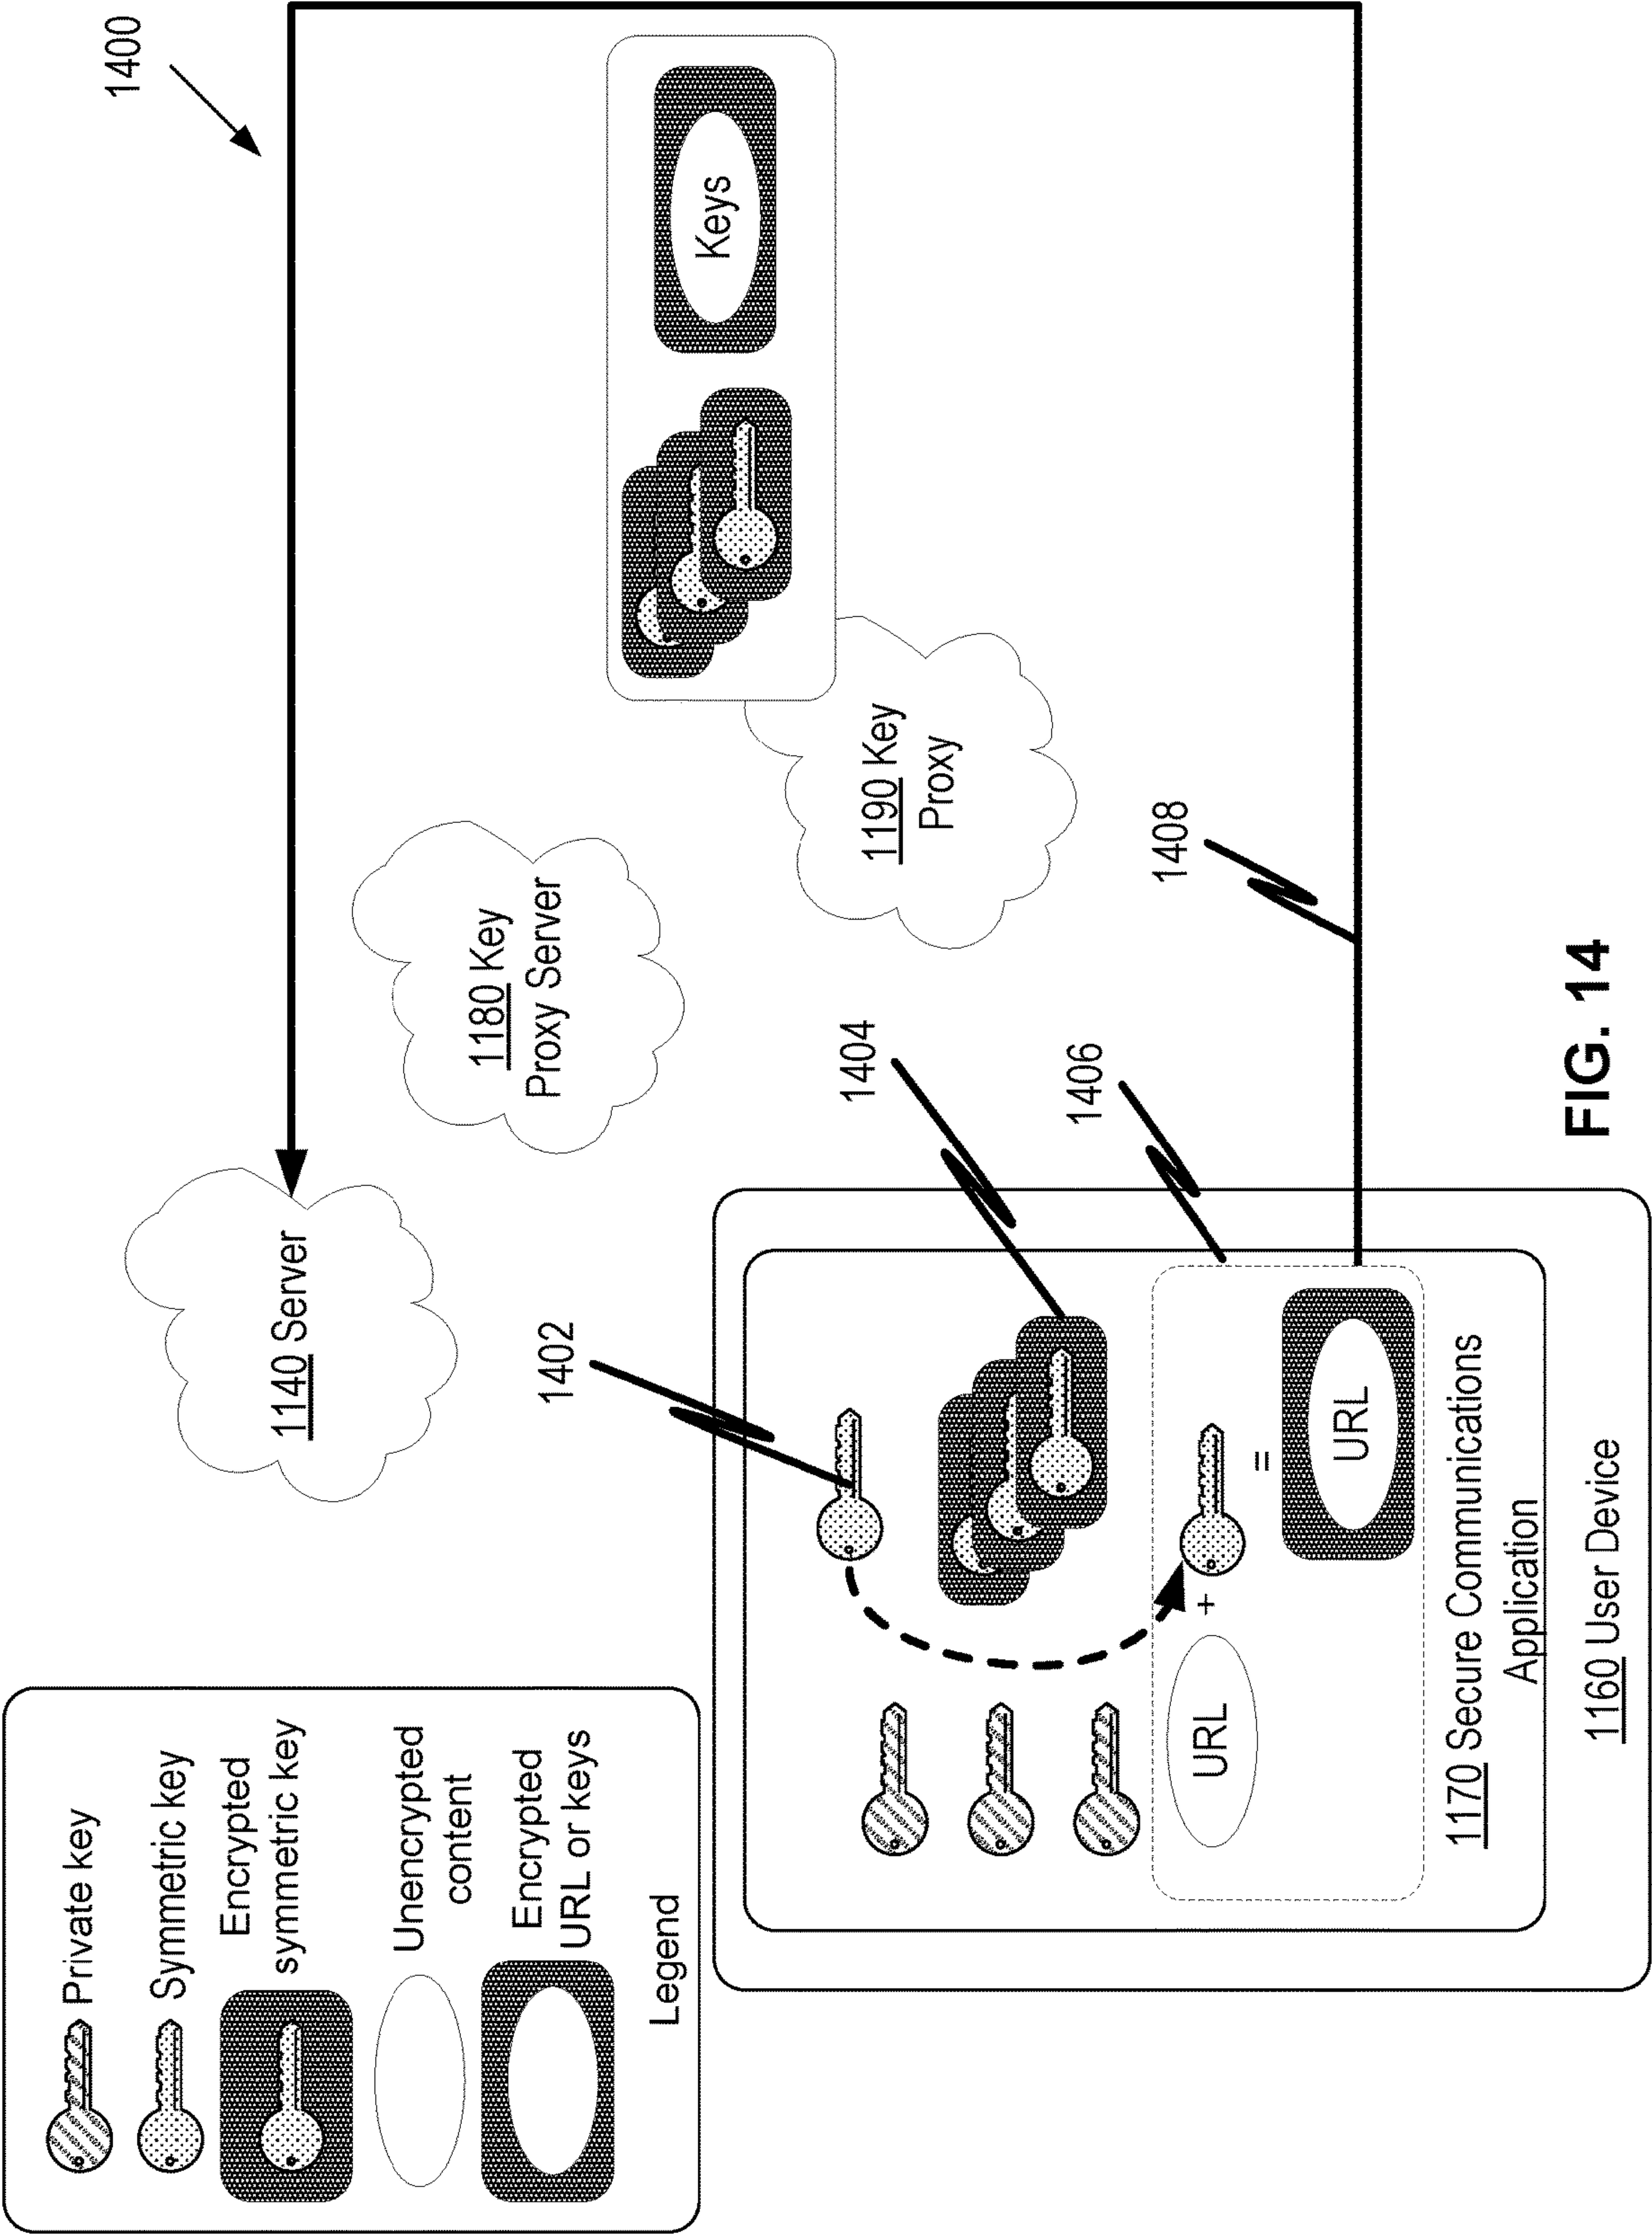 Private key
Symmetric key
Encrypted
symmetric key
Unencrypted
content
Encrypted
URL or keys
Legend
1400
1140 Server
1180 Key
Proxy Server
1190 Key
Proxy
Keys
1402
1404
1406
1408
URL
+
=
URL
1170 Secure Communications
Application
1160 User Device
FIG. 14